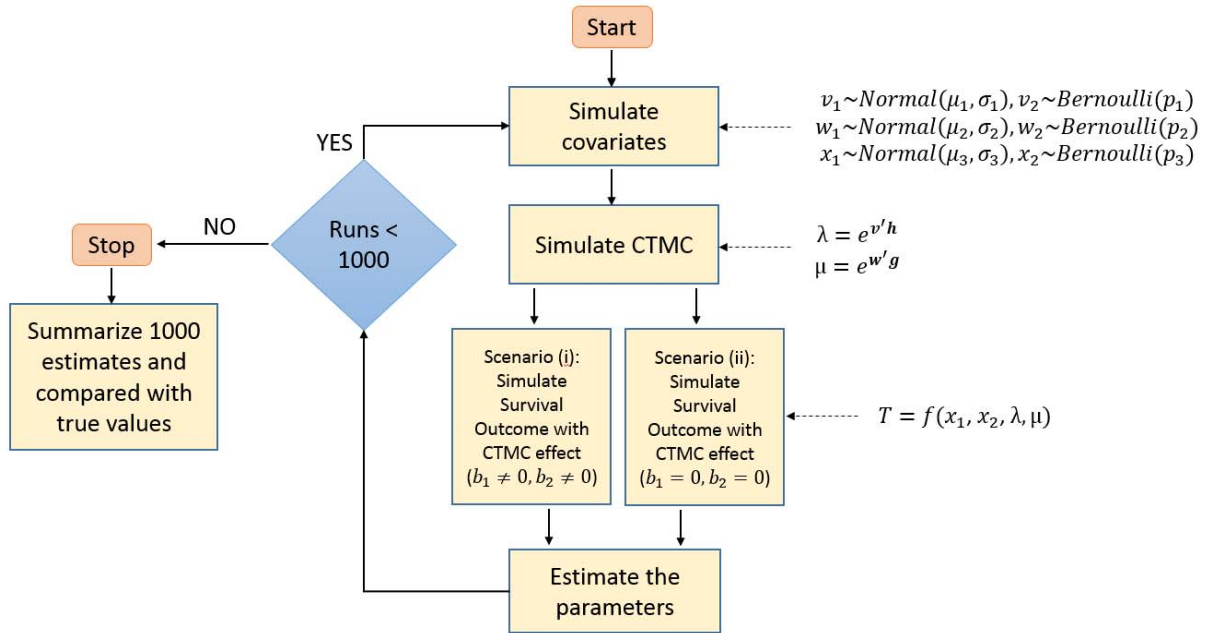 Start
Simulate
covariates
v₁~Normal(μ₁, σ₁), v₂~Bernoulli(p₁)
w₁~Normal(μ₂, σ₂), w₂~Bernoulli(p₂)
x₁~Normal(μ₃, σ₃), x₂~Bernoulli(p₃)
YES
Runs <
1000
NO
Stop
Summarize 1000
estimates and
compared with
true values
Simulate CTMC
λ = e^{v′h}
μ = e^{w′g}
Scenario (i):
Simulate
Survival
Outcome with
CTMC effect
(b₁ ≠ 0, b₂ ≠ 0)
Scenario (ii):
Simulate
Survival
Outcome with
CTMC effect
(b₁ = 0, b₂ = 0)
T = f(x₁, x₂, λ, μ)
Estimate the
parameters